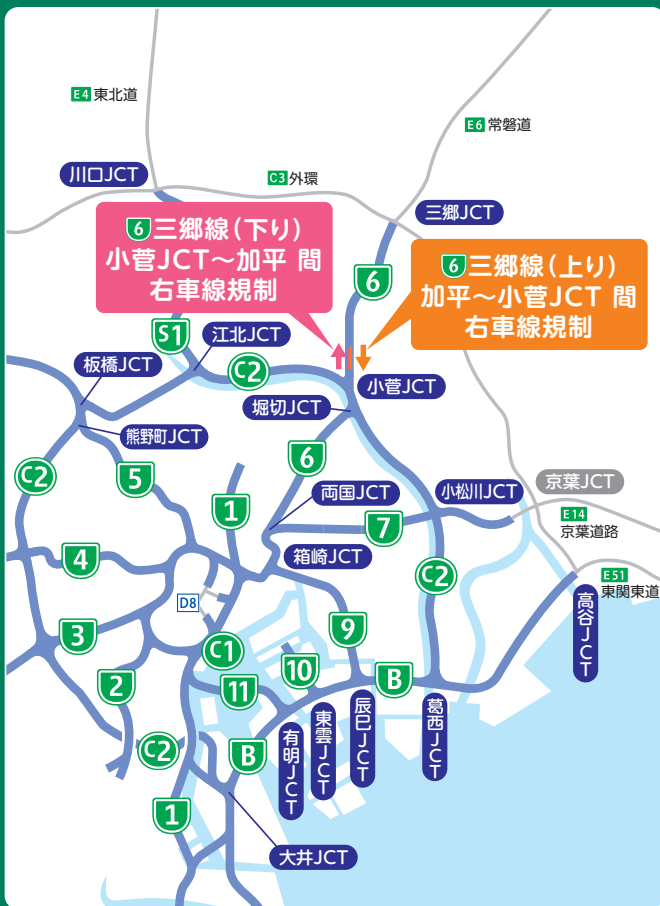 E4 東北道
E6 常磐道
川口JCT
C3 外環
三郷JCT
6 三郷線(下り)
小菅JCT〜加平 間
右車線規制
6 三郷線(上り)
加平〜小菅JCT 間
右車線規制
6
S1
江北JCT
板橋JCT
C2
小菅JCT
堀切JCT
熊野町JCT
6
C2
5
1
両国JCT
小松川JCT
京葉JCT
7
E14
京葉道路
箱崎JCT
4
C2
E51
東関東道
D8
高谷JCT
9
3
C1
10
B
2
11
辰巳JCT
葛西JCT
東雲JCT
有明JCT
C2
B
1
大井JCT